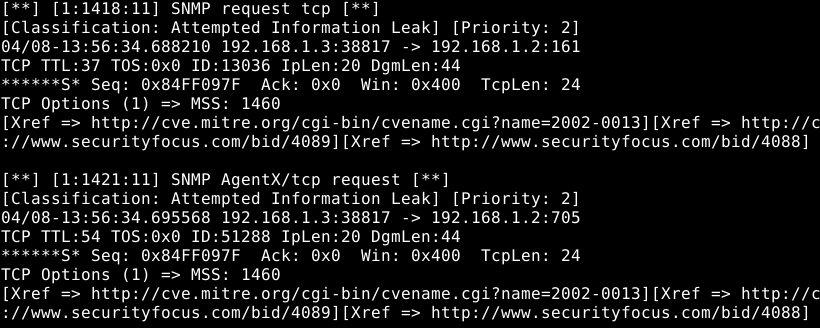 [**] [1:1418:11] SNMP request tcp [**]
[Classification: Attempted Information Leak] [Priority: 2]
04/08-13:56:34.688210 192.168.1.3:38817 -> 192.168.1.2:161
TCP TTL:37 TOS:0x0 ID:13036 IpLen:20 DgmLen:44
******S* Seq: 0x84FF097F  Ack: 0x0  Win: 0x400  TcpLen: 24
TCP Options (1) => MSS: 1460
[Xref => http://cve.mitre.org/cgi-bin/cvename.cgi?name=2002-0013][Xref => http://c
://www.securityfocus.com/bid/4089][Xref => http://www.securityfocus.com/bid/4088]

[**] [1:1421:11] SNMP AgentX/tcp request [**]
[Classification: Attempted Information Leak] [Priority: 2]
04/08-13:56:34.695568 192.168.1.3:38817 -> 192.168.1.2:705
TCP TTL:54 TOS:0x0 ID:51288 IpLen:20 DgmLen:44
******S* Seq: 0x84FF097F  Ack: 0x0  Win: 0x400  TcpLen: 24
TCP Options (1) => MSS: 1460
[Xref => http://cve.mitre.org/cgi-bin/cvename.cgi?name=2002-0013][Xref => http://c
://www.securityfocus.com/bid/4089][Xref => http://www.securityfocus.com/bid/4088]